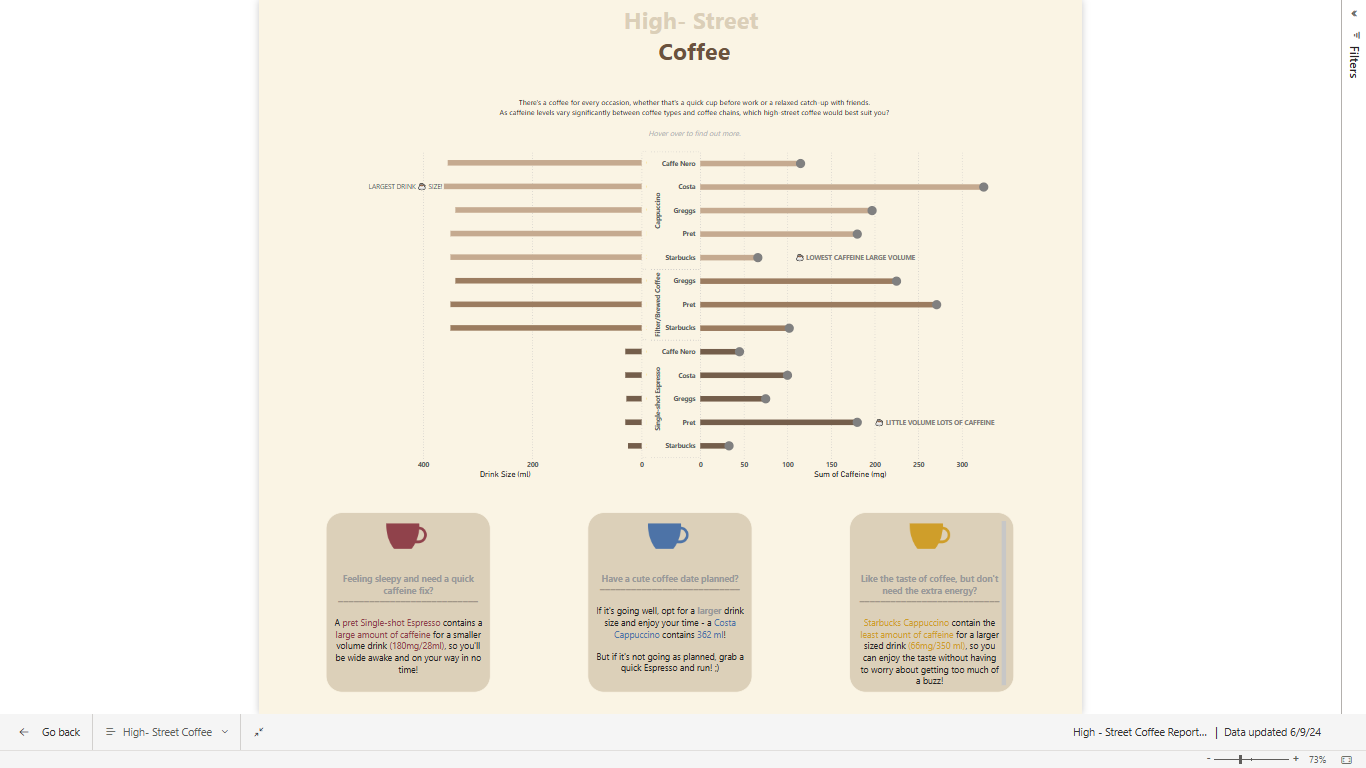 High- Street
Coffee
There's a coffee for every occasion, whether that's a quick cup before work or a relaxed catch-up with friends.
As caffeine levels vary significantly between coffee types and coffee chains, which high-street coffee would best suit you?
Hover over to find out more.
Cappuccino
Caffe Nero
LARGEST DRINK SIZE!
Costa
Greggs
Pret
Starbucks
LOWEST CAFFEINE LARGE VOLUME
Filter/Brewed Coffee
Greggs
Pret
Starbucks
Single-shot Espresso
Caffe Nero
Costa
Greggs
Pret
LITTLE VOLUME LOTS OF CAFFEINE
Starbucks
400 200 0
Drink Size (ml)
0 50 100 150 200 250 300
Sum of Caffeine (mg)
Feeling sleepy and need a quick
caffeine fix?
A pret Single-shot Espresso contains a
large amount of caffeine for a smaller
volume drink (180mg/28ml), so you'll
be wide awake and on your way in no
time!
Have a cute coffee date planned?
If it's going well, opt for a larger drink
size and enjoy your time - a Costa
Cappuccino contains 362 ml!
But if it's not going as planned, grab a
quick Espresso and run! ;)
Like the taste of coffee, but don't
need the extra energy?
Starbucks Cappuccino contain the
least amount of caffeine for a larger
sized drink (66mg/350 ml), so you
can enjoy the taste without having
to worry about getting too much of
a buzz!
Filters
Go back
High- Street Coffee
High - Street Coffee Report... | Data updated 6/9/24
- + 73%